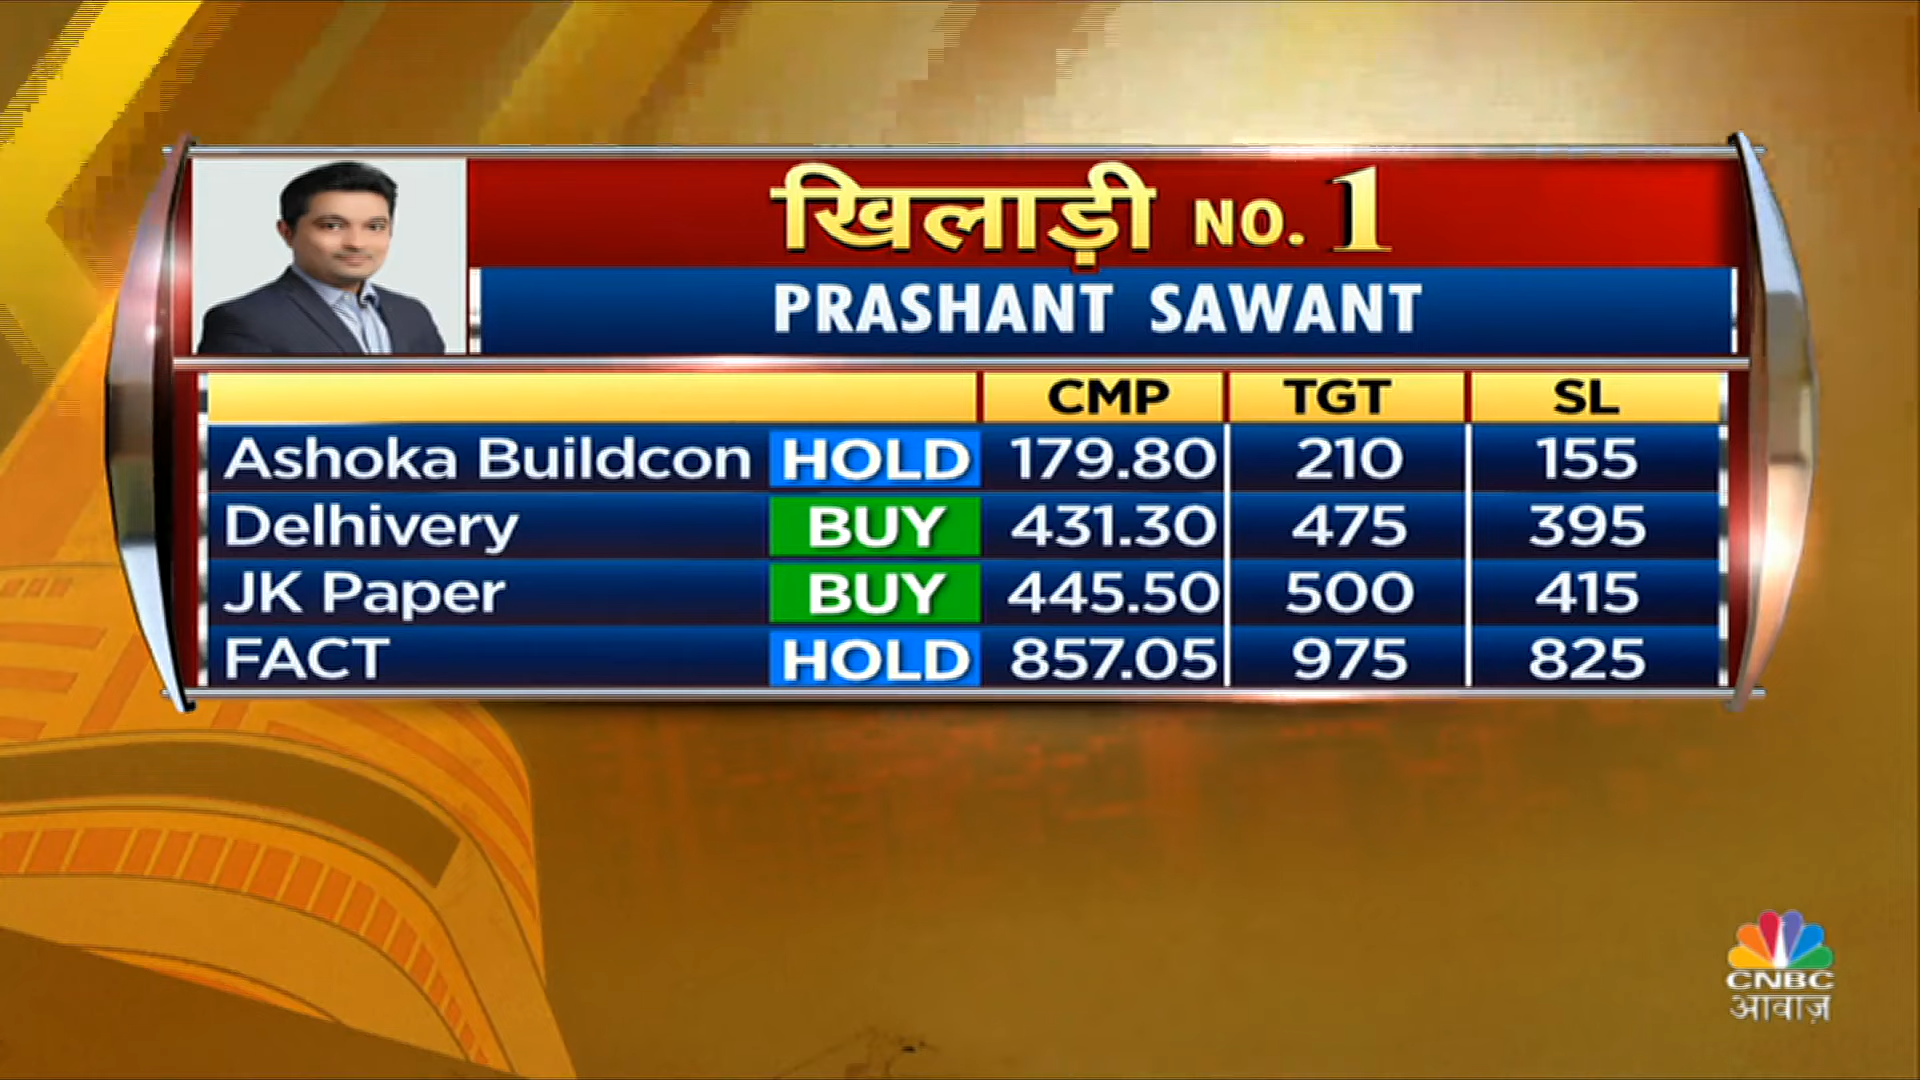 खिलाड़ी NO. 1
PRASHANT SAWANT
CMP TGT SL
Ashoka Buildcon HOLD 179.80 210 155
Delhivery BUY 431.30 475 395
JK Paper BUY 445.50 500 415
FACT HOLD 857.05 975 825
CNBC
आवाज़